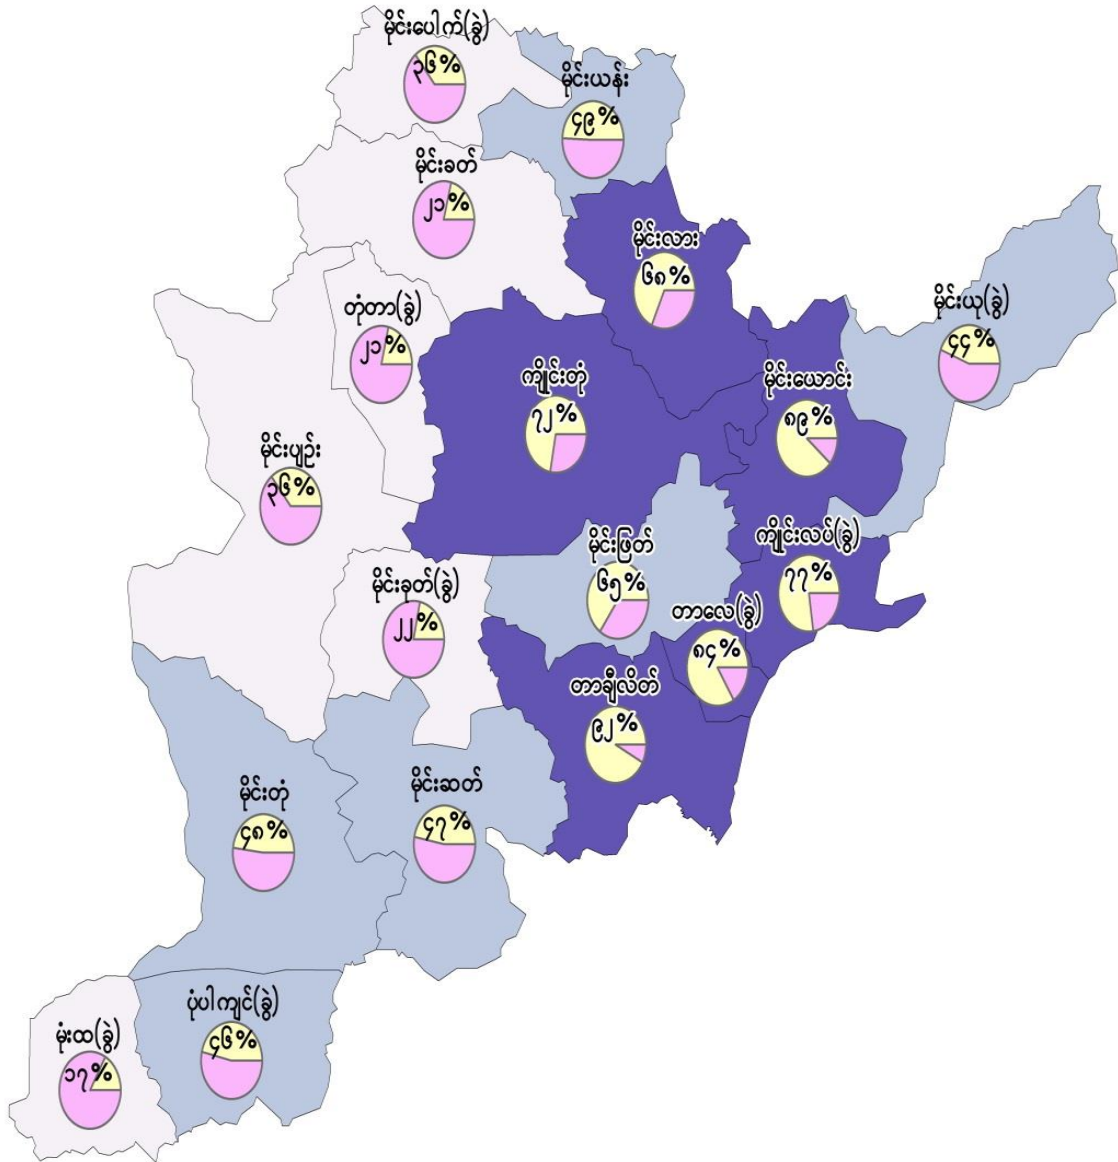 မိုင်းပေါက်(ခွဲ)
၃၆%
မိုင်းယန်း
၄၉%
မိုင်းခတ်
၂၁%
မိုင်းလား
၆၈%
မိုင်းယု(ခွဲ)
၄၄%
တုံတာ(ခွဲ)
၂၁%
ကျိုင်းတုံ
၇၂%
မိုင်းယောင်း
၈၉%
မိုင်းပျဉ်း
၃၆%
မိုင်းဖြတ်
၆၅%
ကျိုင်းလပ်(ခွဲ)
၇၇%
မိုင်းခုတ်(ခွဲ)
၂၂%
တာလေ(ခွဲ)
၈၄%
တာချီလိတ်
၉၂%
မိုင်းတုံ
၄၈%
မိုင်းဆတ်
၄၇%
ပုံပါကျင်(ခွဲ)
၄၆%
မုံးထ(ခွဲ)
၁၇%